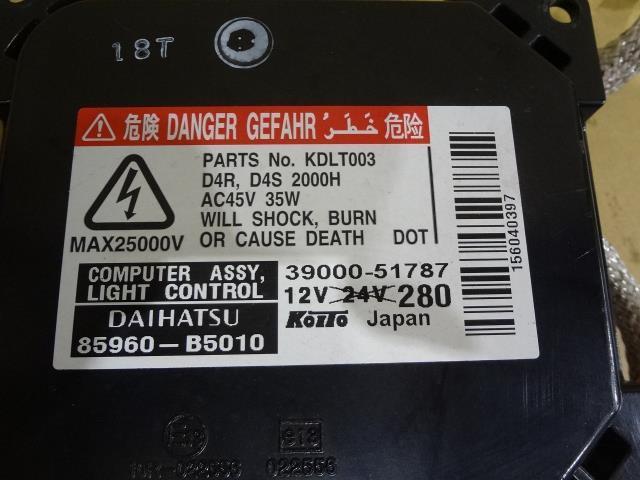 18T
危険 DANGER GEFAHR خَطَرُ 危险
PARTS No. KDLT003
D4R, D4S 2000H
AC45V 35W
WILL SHOCK, BURN
OR CAUSE DEATH DOT
MAX25000V
156040397
COMPUTER ASSY,
LIGHT CONTROL
39000-51787
12V 24V 280
DAIHATSU
KOITO Japan
85960-B5010
022556